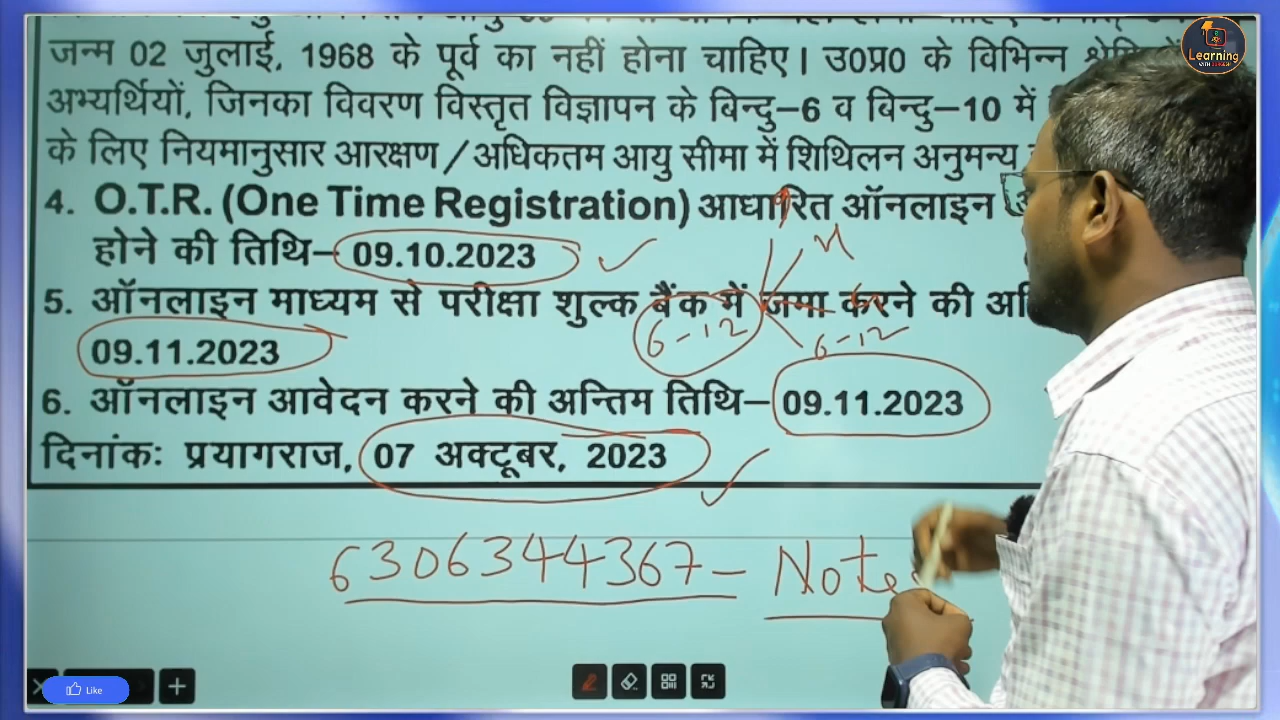 जन्म 02 जुलाई, 1968 के पूर्व का नहीं होना चाहिए। उ0प्र0 के विभिन्न
अभ्यर्थियों, जिनका विवरण विस्तृत विज्ञापन के बिन्दु–6 व बिन्दु–10 में
के लिए नियमानुसार आरक्षण/अधिकतम आयु सीमा में शिथिलन अनुमन्य
4. O.T.R. (One Time Registration) आधारित ऑनलाइन
होने की तिथि– 09.10.2023
5. ऑनलाइन माध्यम से परीक्षा शुल्क बैंक में जमा करने की
6-12
6-12
09.11.2023
6. ऑनलाइन आवेदन करने की अन्तिम तिथि– 09.11.2023
दिनांकः प्रयागराज, 07 अक्टूबर, 2023
6306344367 – Note
Learning
Like